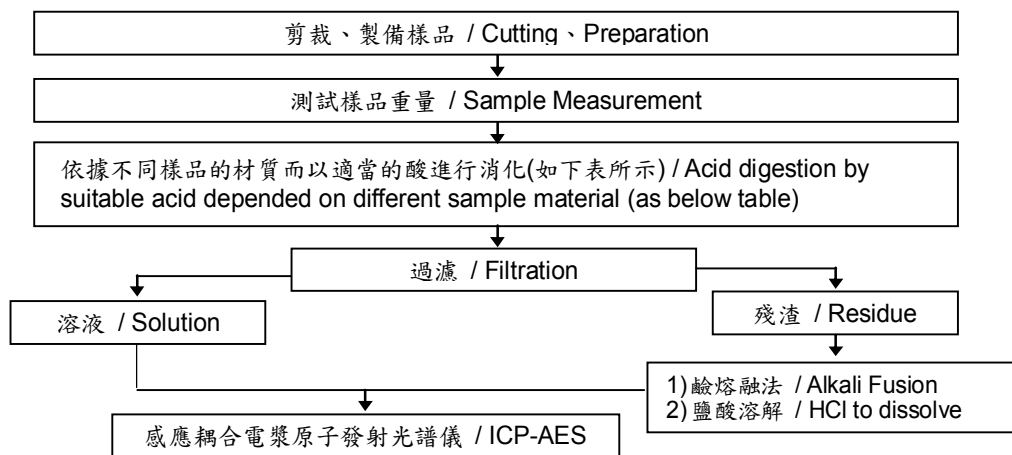 剪裁、製備樣品 / Cutting、Preparation
測試樣品重量 / Sample Measurement
依據不同樣品的材質而以適當的酸進行消化(如下表所示) / Acid digestion by
suitable acid depended on different sample material (as below table)
過濾 / Filtration
溶液 / Solution
殘渣 / Residue
1)鹼熔融法 / Alkali Fusion
2)鹽酸溶解 / HCl to dissolve
感應耦合電漿原子發射光譜儀 / ICP-AES